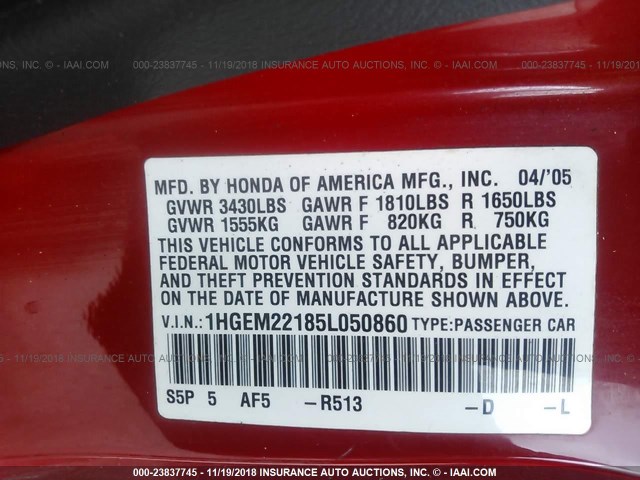 000-23837745 - 11/19/2018 INSURANCE AUTO AUCTIONS, INC. © - IAAI.COM
MFD. BY HONDA OF AMERICA MFG., INC. 04/'05
GVWR 3430LBS GAWR F 1810LBS R 1650LBS
GVWR 1555KG GAWR F 820KG R 750KG
THIS VEHICLE CONFORMS TO ALL APPLICABLE
FEDERAL MOTOR VEHICLE SAFETY, BUMPER,
AND THEFT PREVENTION STANDARDS IN EFFECT
ON THE DATE OF MANUFACTURE SHOWN ABOVE.
V.I.N.: 1HGEM22185L050860 TYPE:PASSENGER CAR
S5P 5 AF5 -R513 -D -L
000-23837745 - 11/19/2018 INSURANCE AUTO AUCTIONS, INC. © - IAAI.COM
000-23837745 - 11/19/2018 INSURANCE AUTO AUCTIONS, INC. © - IAAI.COM